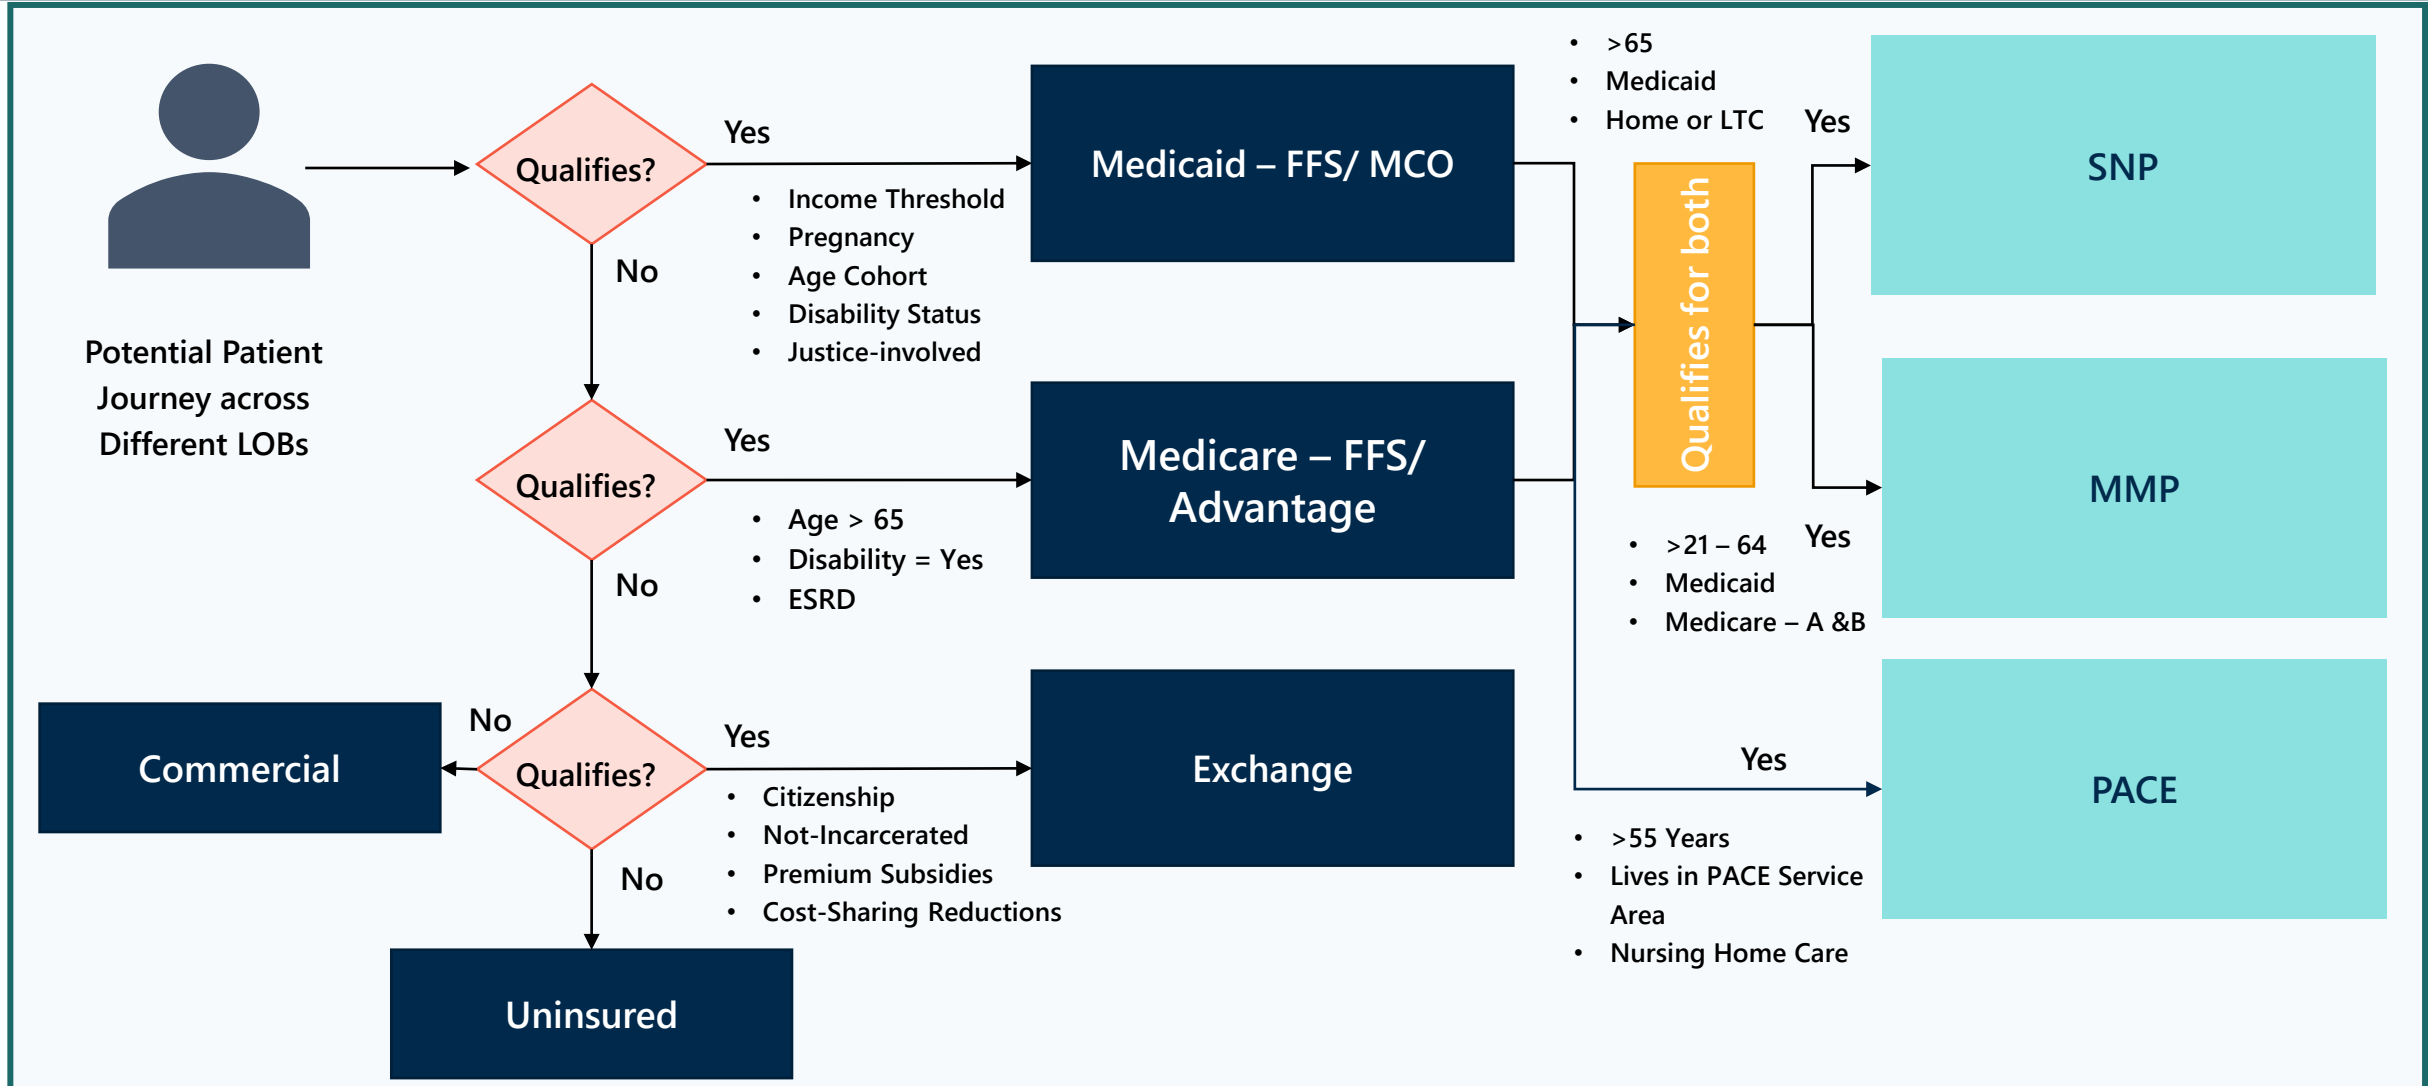 Potential Patient
Journey across
Different LOBs
Qualifies?
Yes
• Income Threshold
• Pregnancy
• Age Cohort
• Disability Status
• Justice-involved
No
Medicaid – FFS/ MCO
Qualifies?
Yes
• Age > 65
• Disability = Yes
• ESRD
No
Medicare – FFS/
Advantage
Qualifies?
Yes
• Citizenship
• Not-Incarcerated
• Premium Subsidies
• Cost-Sharing Reductions
Exchange
No
Commercial
No
Uninsured
Qualifies for both
• >65
• Medicaid
• Home or LTC
Yes
SNP
• >21 – 64
• Medicaid
• Medicare – A &B
Yes
MMP
Yes
• >55 Years
• Lives in PACE Service
Area
• Nursing Home Care
PACE